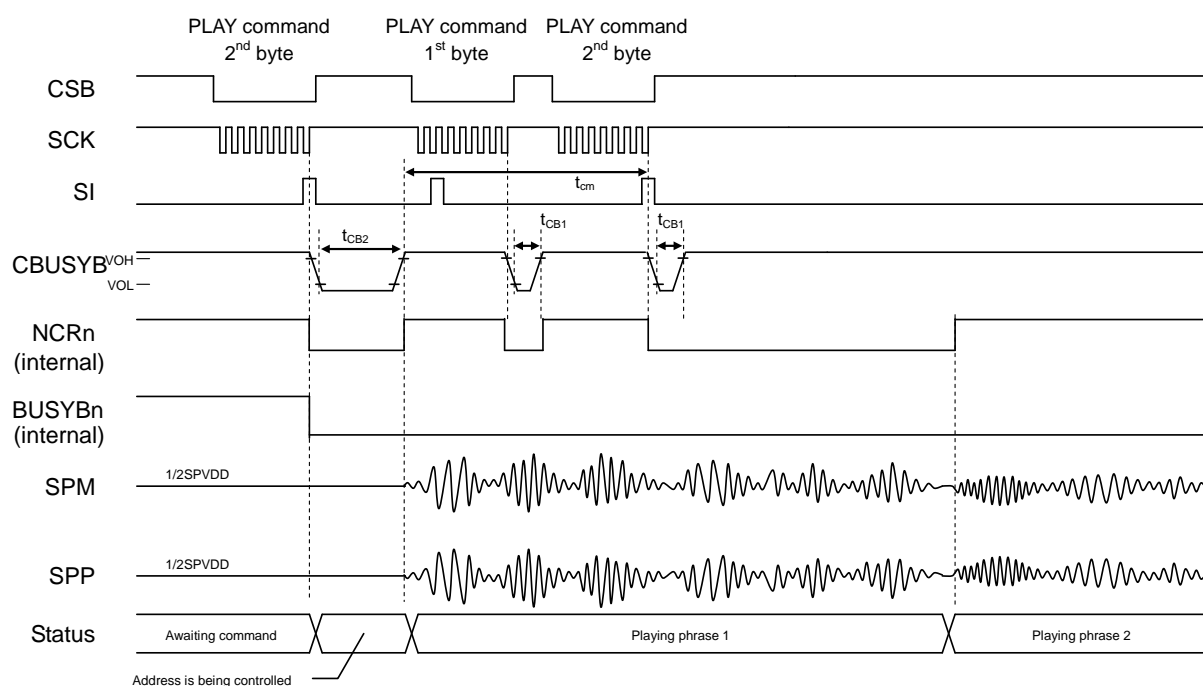 PLAY command
2nd byte
PLAY command
1st byte
PLAY command
2nd byte
CSB
SCK
SI
tcm
tCB2
tCB1
tCB1
CBUSYB
VOH
VOL
NCRn
(internal)
BUSYBn
(internal)
SPM
1/2SPVDD
SPP
1/2SPVDD
Status
Awaiting command
Playing phrase 1
Playing phrase 2
Address is being controlled